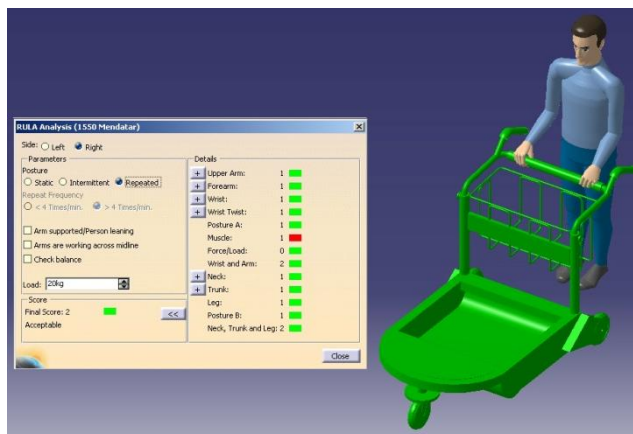 RULA Analysis (1550 Mendatar)
Side: Left Right
Parameters
Posture
Static Intermittent Repeated
Repeat Frequency
< 4 Times/min. > 4 Times/min.
Arm supported/Person leaning
Arms are working across midline
Check balance
Load: 20kg
Score
Final Score: 2
Acceptable
<<
Details
+ Upper Arm: 1
+ Forearm: 1
+ Wrist: 1
+ Wrist Twist: 1
Posture A: 1
Muscle: 1
Force/Load: 0
Wrist and Arm: 2
+ Neck: 1
+ Trunk: 1
Leg: 1
Posture B: 1
Neck, Trunk and Leg: 2
Close